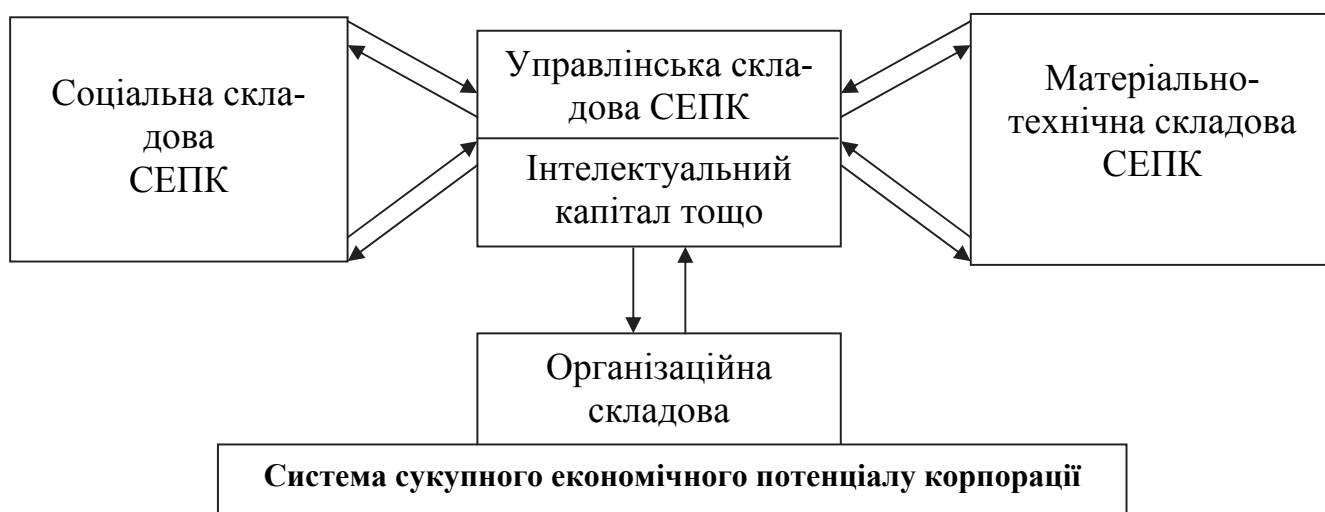 Соціальна скла-
дова
СЕПК
Управлінська скла-
дова СЕПК
Інтелектуальний
капітал тощо
Матеріально-
технічна складова
СЕПК
Організаційна
складова
Система сукупного економічного потенціалу корпорації